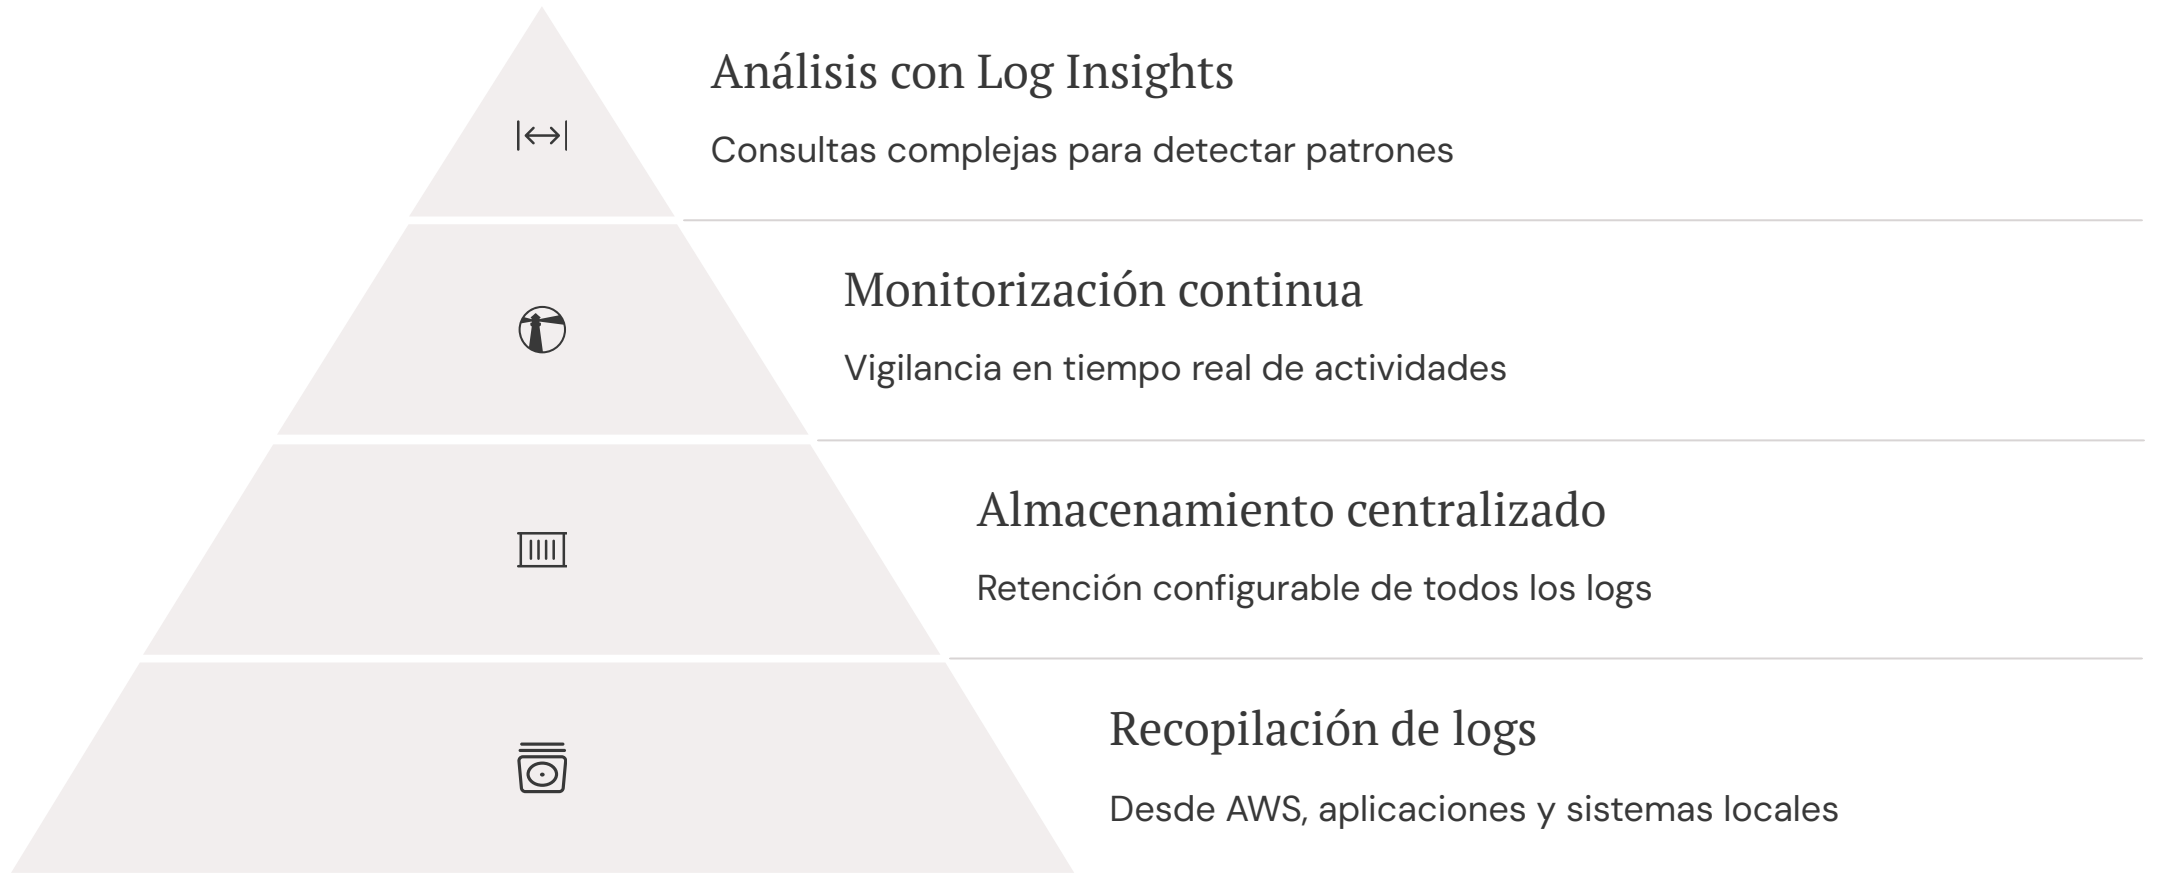 Análisis con Log Insights
Consultas complejas para detectar patrones
Monitorización continua
Vigilancia en tiempo real de actividades
Almacenamiento centralizado
Retención configurable de todos los logs
Recopilación de logs
Desde AWS, aplicaciones y sistemas locales